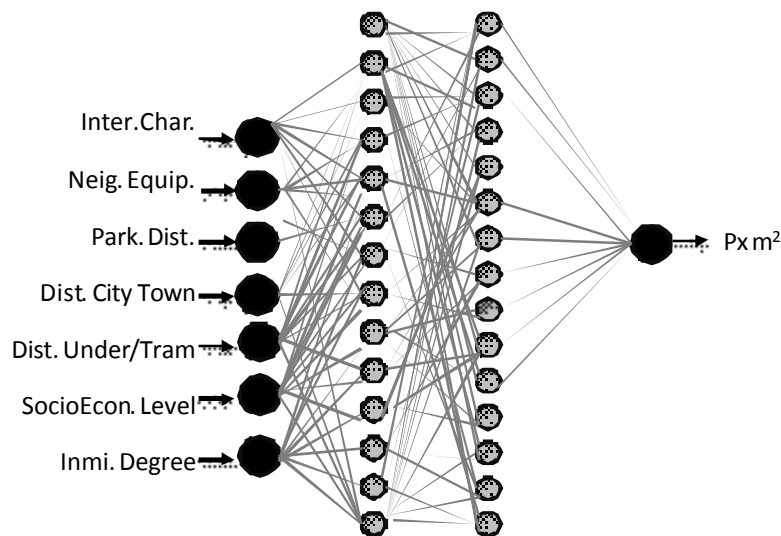 Inter.Char.
Neig. Equip.
Park. Dist.
Dist. City Town
Dist. Under/Tram
SocioEcon. Level
Inmi. Degree
Px m²